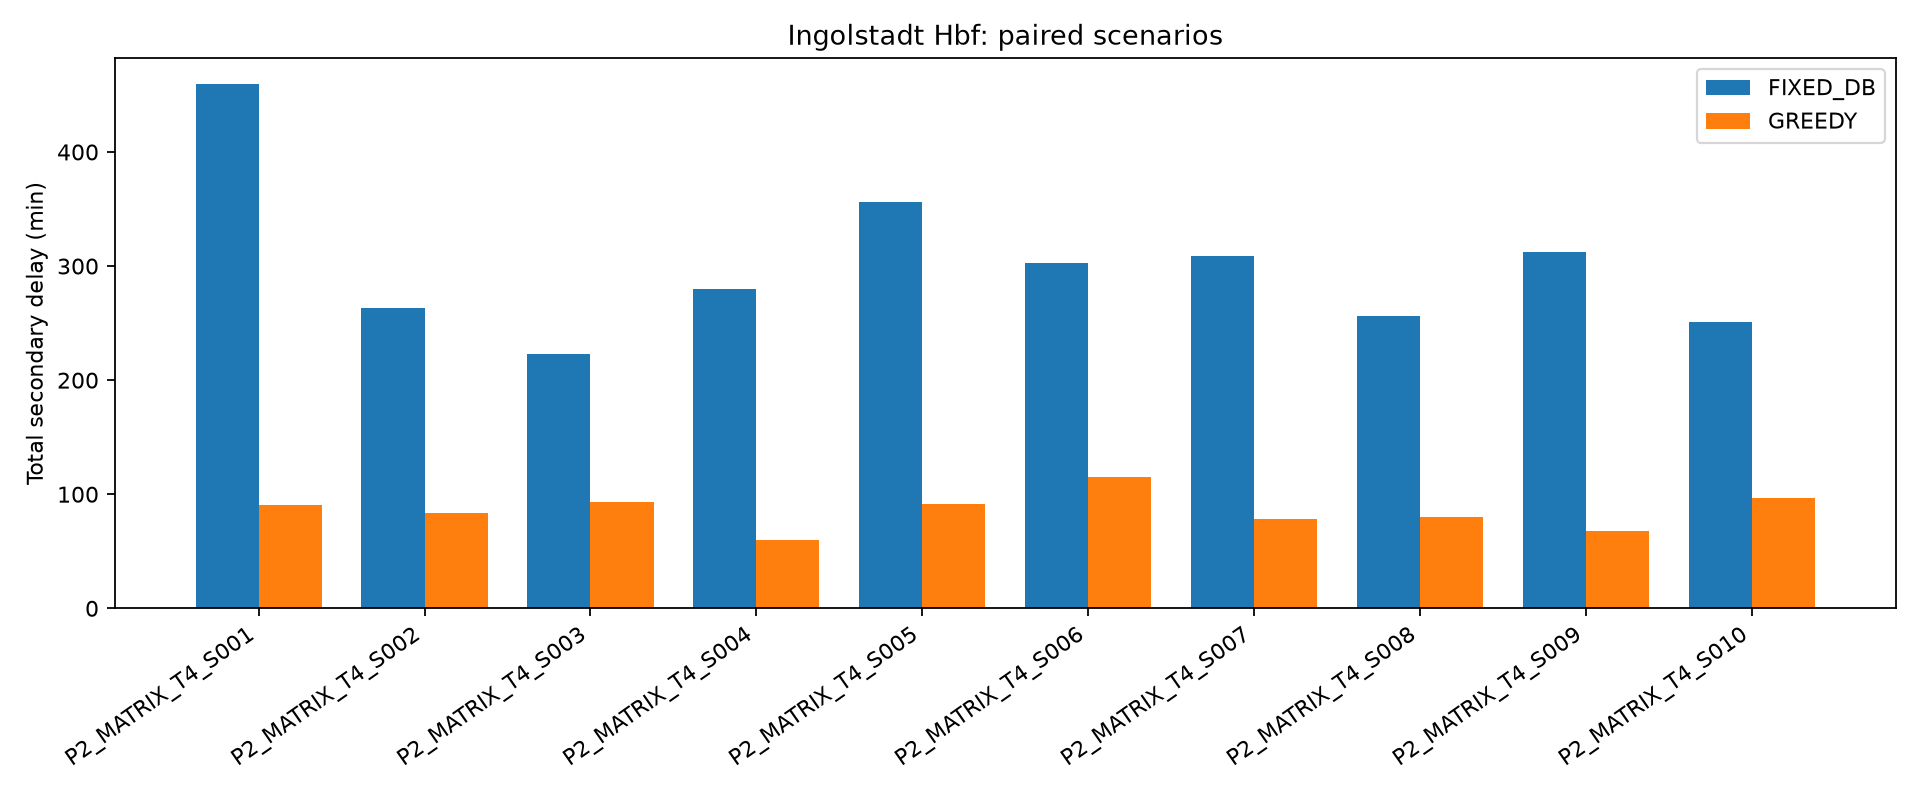 Ingolstadt Hbf: paired scenarios
FIXED_DB
GREEDY
Total secondary delay (min)
400
300
200
100
0
P2_MATRIX_T4_S001
P2_MATRIX_T4_S002
P2_MATRIX_T4_S003
P2_MATRIX_T4_S004
P2_MATRIX_T4_S005
P2_MATRIX_T4_S006
P2_MATRIX_T4_S007
P2_MATRIX_T4_S008
P2_MATRIX_T4_S009
P2_MATRIX_T4_S010